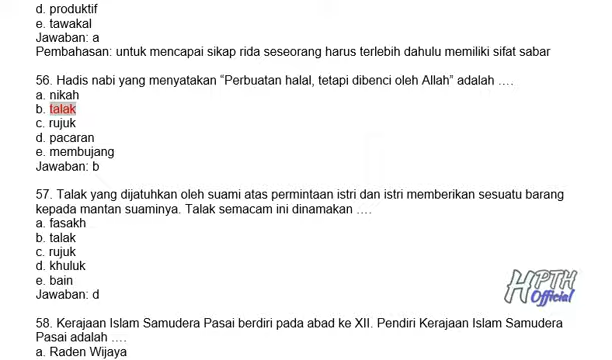 d. produktif
e. tawakal
Jawaban: a
Pembahasan: untuk mencapai sikap rida seseorang harus terlebih dahulu memiliki sifat sabar
56. Hadis nabi yang menyatakan “Perbuatan halal, tetapi dibenci oleh Allah” adalah ….
a. nikah
b. talak
c. rujuk
d. pacaran
e. membujang
Jawaban: b
57. Talak yang dijatuhkan oleh suami atas permintaan istri dan istri memberikan sesuatu barang
kepada mantan suaminya. Talak semacam ini dinamakan ….
a. fasakh
b. talak
c. rujuk
d. khuluk
e. bain
Jawaban: d
HPTH
Official
58. Kerajaan Islam Samudera Pasai berdiri pada abad ke XII. Pendiri Kerajaan Islam Samudera
Pasai adalah ….
a. Raden Wijaya